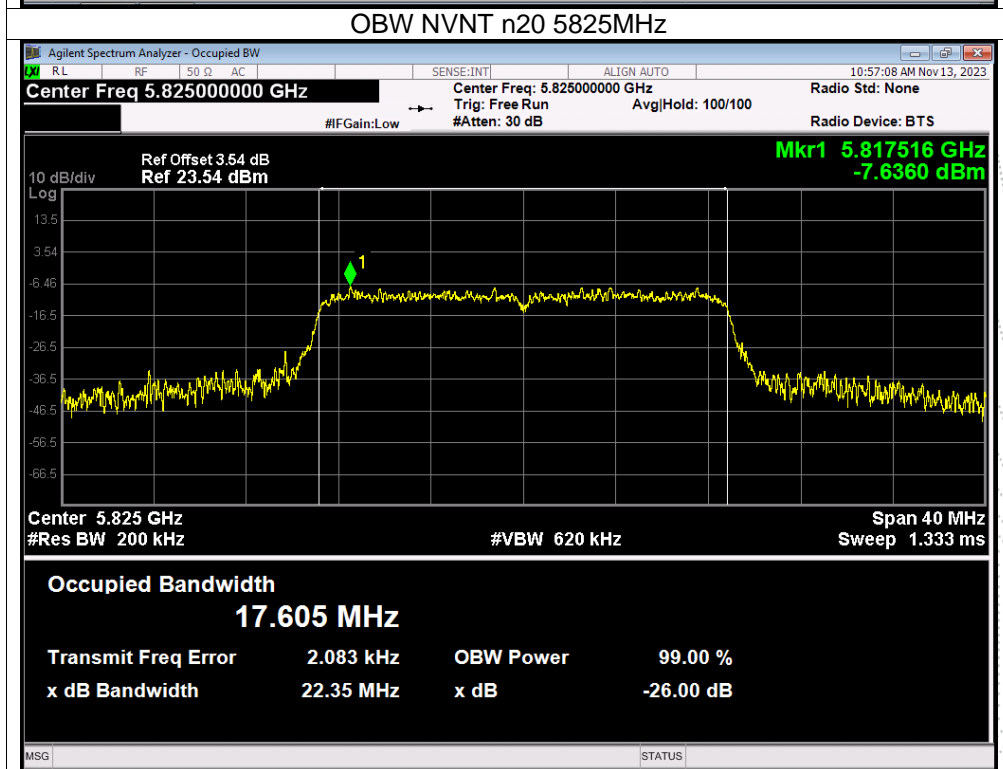 OBW NVNT n20 5825MHz
Agilent Spectrum Analyzer - Occupied BW
LXI RL RF 50 Ω AC SENSE:INT ALIGN AUTO 10:57:08 AM Nov 13, 2023
Center Freq 5.825000000 GHz Center Freq: 5.825000000 GHz Radio Std: None
Trig: Free Run Avg|Hold: 100/100
#IFGain:Low #Atten: 30 dB Radio Device: BTS
Mkr1 5.817516 GHz
-7.6360 dBm
Ref Offset 3.54 dB
10 dB/div Ref 23.54 dBm
Log
13.5
3.54
1
-6.46
-16.5
-26.5
-36.5
-46.5
-56.5
-66.5
Center 5.825 GHz Span 40 MHz
#Res BW 200 kHz #VBW 620 kHz Sweep 1.333 ms
Occupied Bandwidth
17.605 MHz
Transmit Freq Error 2.083 kHz OBW Power 99.00 %
x dB Bandwidth 22.35 MHz x dB -26.00 dB
MSG STATUS